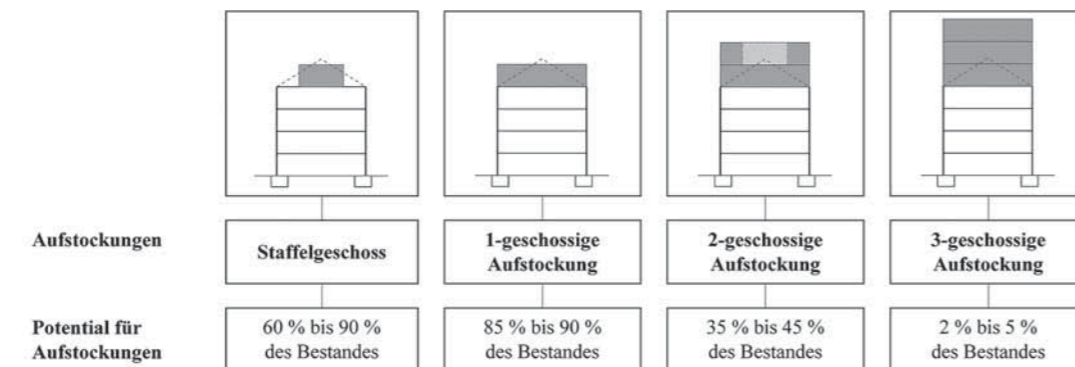 Aufstockungen
Staffelgeschoss
1-geschossige
Aufstockung
2-geschossige
Aufstockung
3-geschossige
Aufstockung
Potential für
Aufstockungen
60 % bis 90 %
des Bestandes
85 % bis 90 %
des Bestandes
35 % bis 45 %
des Bestandes
2 % bis 5 %
des Bestandes